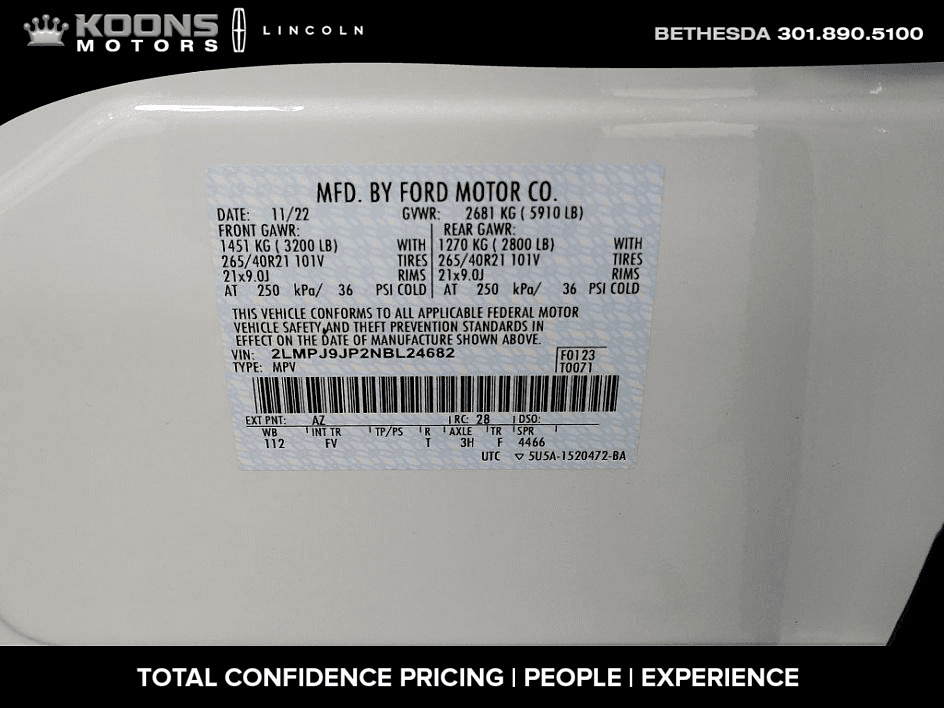 KOONS
MOTORS
LINCOLN
BETHESDA 301.890.5100
MFD. BY FORD MOTOR CO.
DATE: 11/22 GVWR: 2681 KG ( 5910 LB)
FRONT GAWR: REAR GAWR:
1451 KG ( 3200 LB) WITH 1270 KG ( 2800 LB) WITH
265/40R21 101V TIRES 265/40R21 101V TIRES
21x9.0J RIMS 21x9.0J RIMS
AT 250 kPa/ 36 PSI COLD AT 250 kPa/ 36 PSI COLD
THIS VEHICLE CONFORMS TO ALL APPLICABLE FEDERAL MOTOR
VEHICLE SAFETY AND THEFT PREVENTION STANDARDS IN
EFFECT ON THE DATE OF MANUFACTURE SHOWN ABOVE.
VIN: 2LMPJ9JP2NBL24682 F0123
TYPE: MPV T0071
EXT PNT: AZ RC: 28 DSO:
WB INT TR TP/PS R AXLE TR SPR
112 FV T 3H F 4466
UTC ▽ 5U5A-1520472-BA
TOTAL CONFIDENCE PRICING | PEOPLE | EXPERIENCE